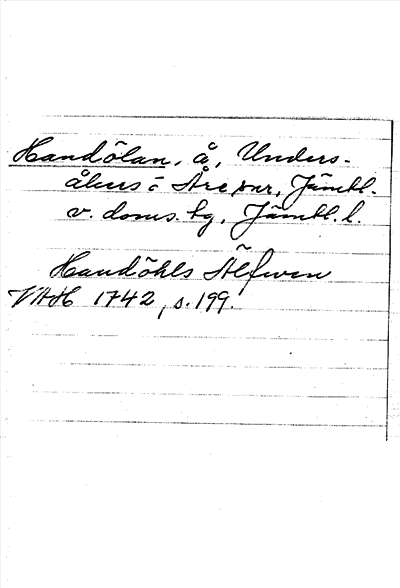 Handölan, å, Unders-
åkers o Åre snr, Jämtl.
v. doms. tg, Jämtl. l.
Handöhls Älfwen
VAH 1742, s. 199.